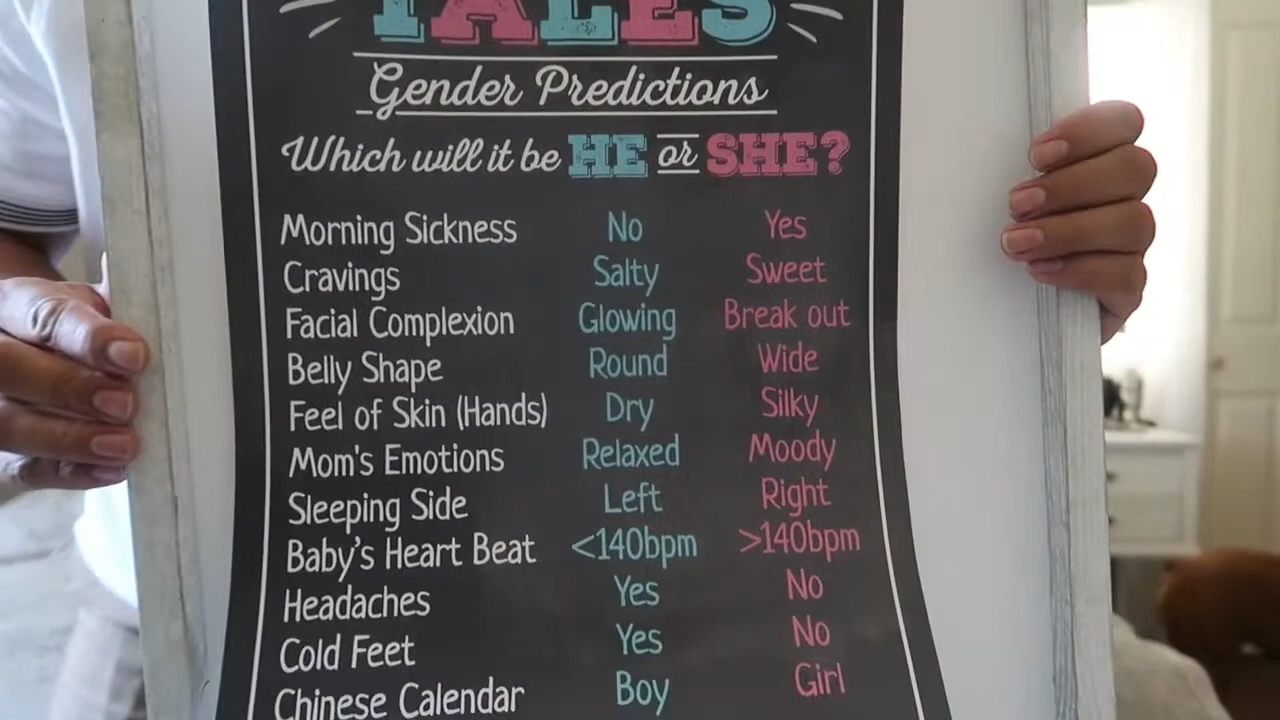 TALES
Gender Predictions
Which will it be HE or SHE?
Morning Sickness No Yes
Cravings Salty Sweet
Facial Complexion Glowing Break out
Belly Shape Round Wide
Feel of Skin (Hands) Dry Silky
Mom's Emotions Relaxed Moody
Sleeping Side Left Right
Baby's Heart Beat <140bpm >140bpm
Headaches Yes No
Cold Feet Yes No
Chinese Calendar Boy Girl